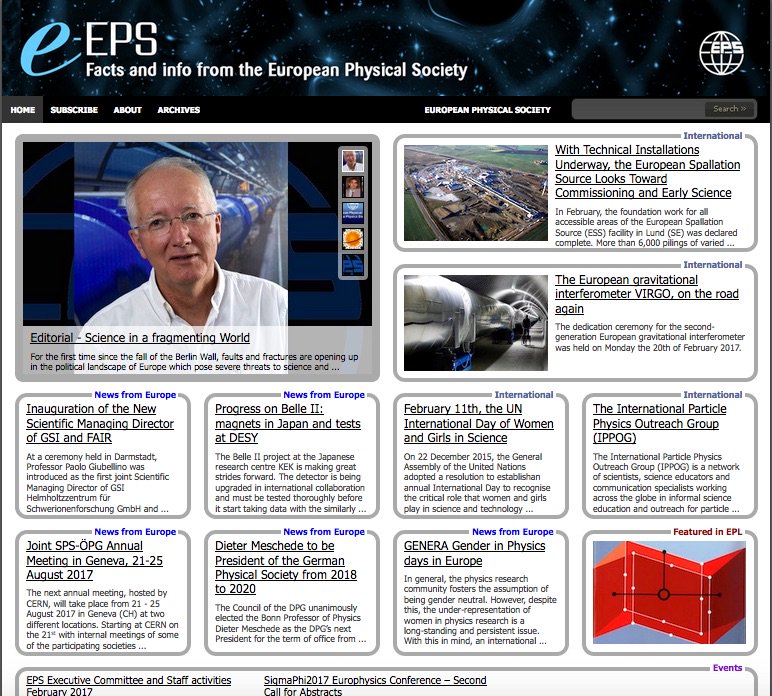 e-EPS
Facts and info from the European Physical Society
EPS
HOME SUBSCRIBE ABOUT ARCHIVES EUROPEAN PHYSICAL SOCIETY Search »
Editorial - Science in a fragmenting World
For the first time since the fall of the Berlin Wall, faults and fractures are opening up
in the political landscape of Europe which pose severe threats to science and ...
International
With Technical Installations
Underway, the European Spallation
Source Looks Toward
Commissioning and Early Science
In February, the foundation work for all
accessible areas of the European Spallation
Source (ESS) facility in Lund (SE) was declared
complete. More than 6,000 pilings of varied ...
International
The European gravitational
interferometer VIRGO, on the road
again
The dedication ceremony for the second-
generation European gravitational interferometer
was held on Monday the 20th of February 2017.
News from Europe
Inauguration of the New
Scientific Managing Director
of GSI and FAIR
At a ceremony held in Darmstadt,
Professor Paolo Giubellino was
introduced as the first joint Scientific
Managing Director of GSI
Helmholtzzentrum für
Schwerionenforschung GmbH and ...
News from Europe
Progress on Belle II:
magnets in Japan and tests
at DESY
The Belle II project at the Japanese
research centre KEK is making great
strides forward. The detector is being
upgraded in international collaboration
and must be tested thoroughly before
it start taking data with the similarly ...
International
February 11th, the UN
International Day of Women
and Girls in Science
On 22 December 2015, the General
Assembly of the United Nations
adopted a resolution to establishan
annual International Day to recognise
the critical role that women and girls
play in science and technology ...
International
The International Particle
Physics Outreach Group
(IPPOG)
The International Particle Physics
Outreach Group (IPPOG) is a network
of scientists, science educators and
communication specialists working
across the globe in informal science
education and outreach for particle ...
News from Europe
Joint SPS-ÖPG Annual
Meeting in Geneva, 21-25
August 2017
The next annual meeting, hosted by
CERN, will take place from 21 - 25
August 2017 in Geneva (CH) at two
different locations. Starting at CERN on
the 21st with internal meetings of some
of the participating societies ...
News from Europe
Dieter Meschede to be
President of the German
Physical Society from 2018
to 2020
The Council of the DPG unanimously
elected the Bonn Professor of Physics
Dieter Meschede as the DPG's next
President for the term of office from ...
News from Europe
GENERA Gender in Physics
days in Europe
In general, the physics research
community fosters the assumption of
being gender neutral. However, despite
this, the under-representation of
women in physics research is a
long-standing and persistent issue.
With this in mind, an international ...
Featured in EPL
Events
EPS Executive Committee and Staff activities
February 2017
SigmaPhi2017 Europhysics Conference – Second
Call for Abstracts